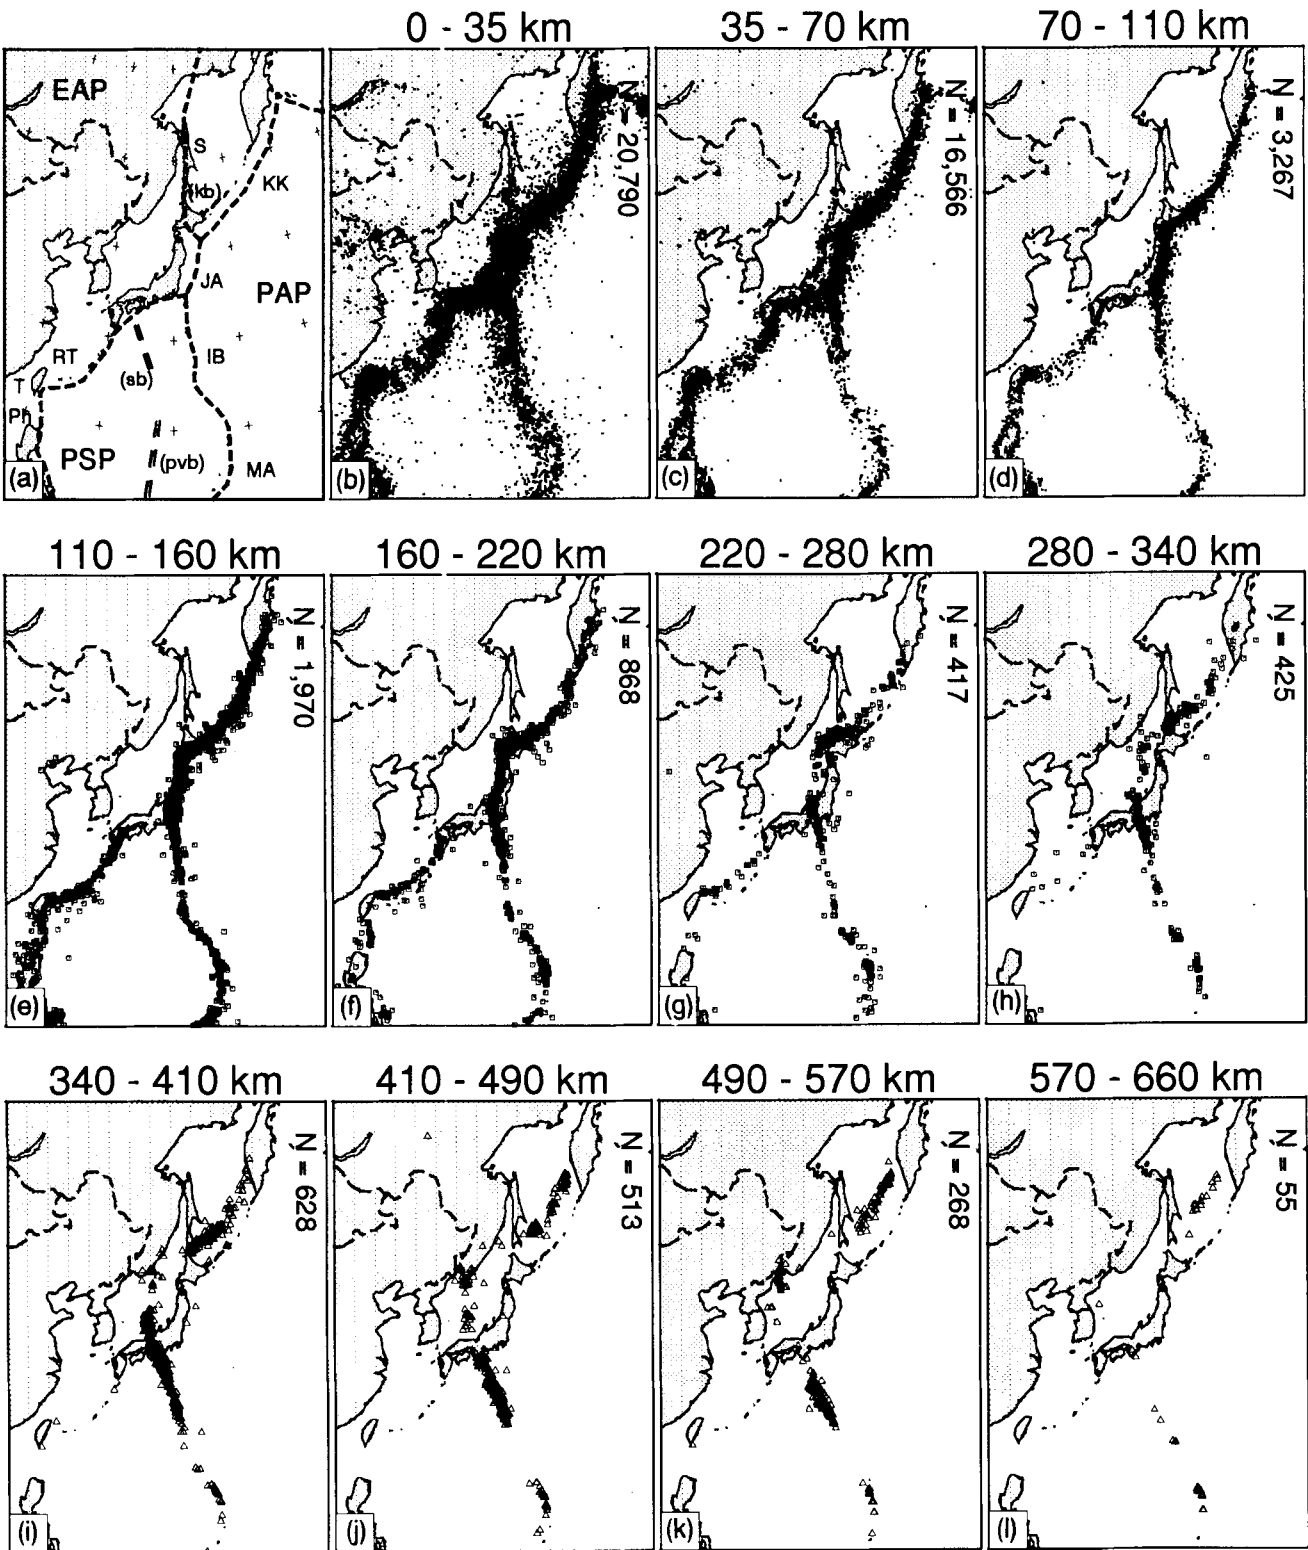 0 - 35 km
35 - 70 km
70 - 110 km
EAP
S
(kb)
KK
JA
PAP
RT
IB
(sb)
T
Ph
PSP
(pvb)
MA
(a)
N = 20,790
(b)
N = 16,566
(c)
N = 3,267
(d)
110 - 160 km
160 - 220 km
220 - 280 km
280 - 340 km
N = 1,970
(e)
N = 868
(f)
N = 417
(g)
N = 425
(h)
340 - 410 km
410 - 490 km
490 - 570 km
570 - 660 km
N = 628
(i)
N = 513
(j)
N = 268
(k)
N = 55
(l)